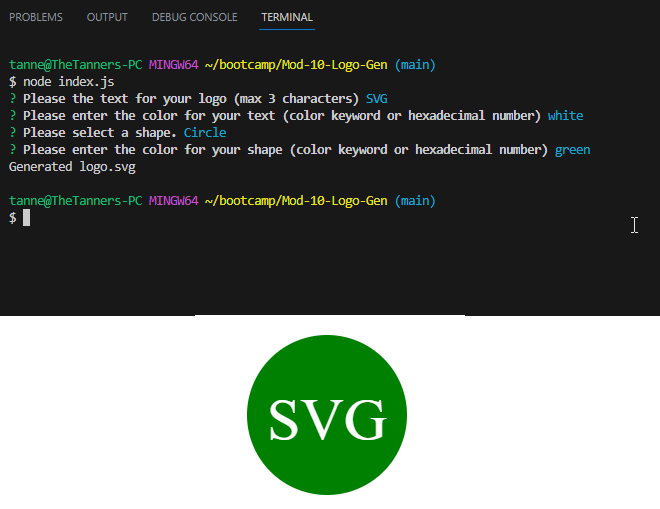 PROBLEMS OUTPUT DEBUG CONSOLE TERMINAL
tanne@TheTanners-PC MINGW64 ~/bootcamp/Mod-10-Logo-Gen (main)
$ node index.js
? Please the text for your logo (max 3 characters) SVG
? Please enter the color for your text (color keyword or hexadecimal number) white
? Please select a shape. Circle
? Please enter the color for your shape (color keyword or hexadecimal number) green
Generated logo.svg
tanne@TheTanners-PC MINGW64 ~/bootcamp/Mod-10-Logo-Gen (main)
$
SVG